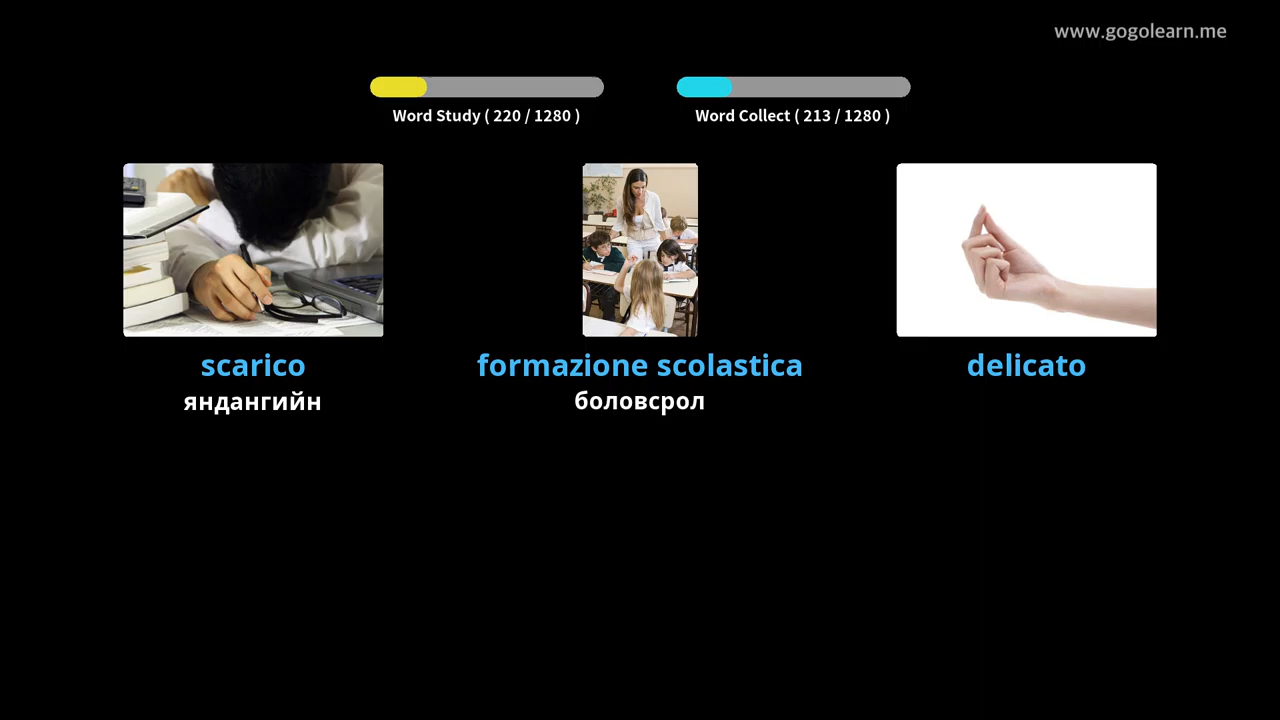 www.gogolearn.me
Word Study ( 220 / 1280 )
Word Collect ( 213 / 1280 )
scarico
formazione scolastica
delicato
яндангийн
боловсрол